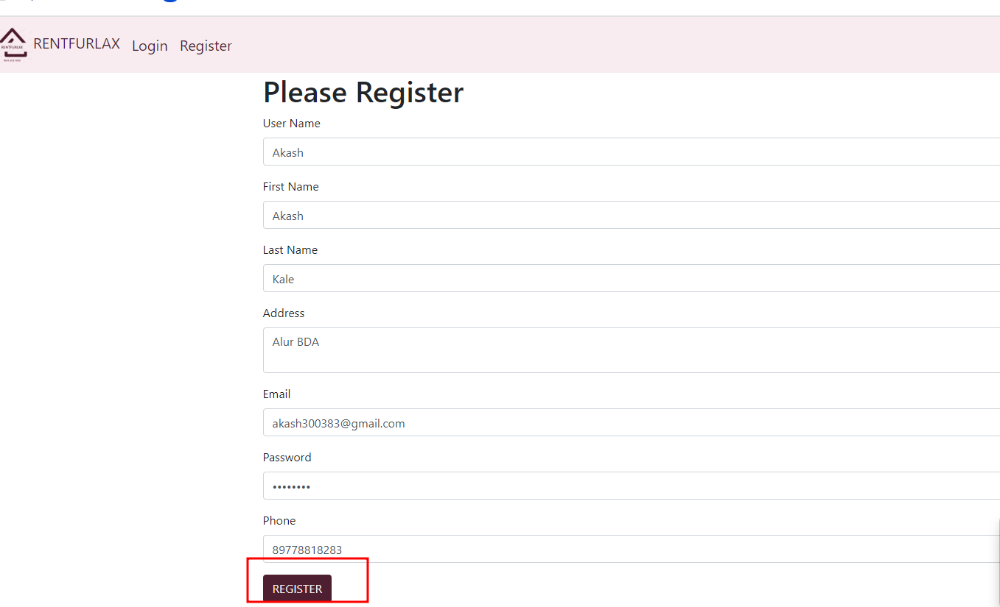 RENTFURLAX
RENTFURLAX Login Register
Please Register
User Name
Akash
First Name
Akash
Last Name
Kale
Address
Alur BDA
Email
akash300383@gmail.com
Password
••••••••
Phone
89778818283
REGISTER